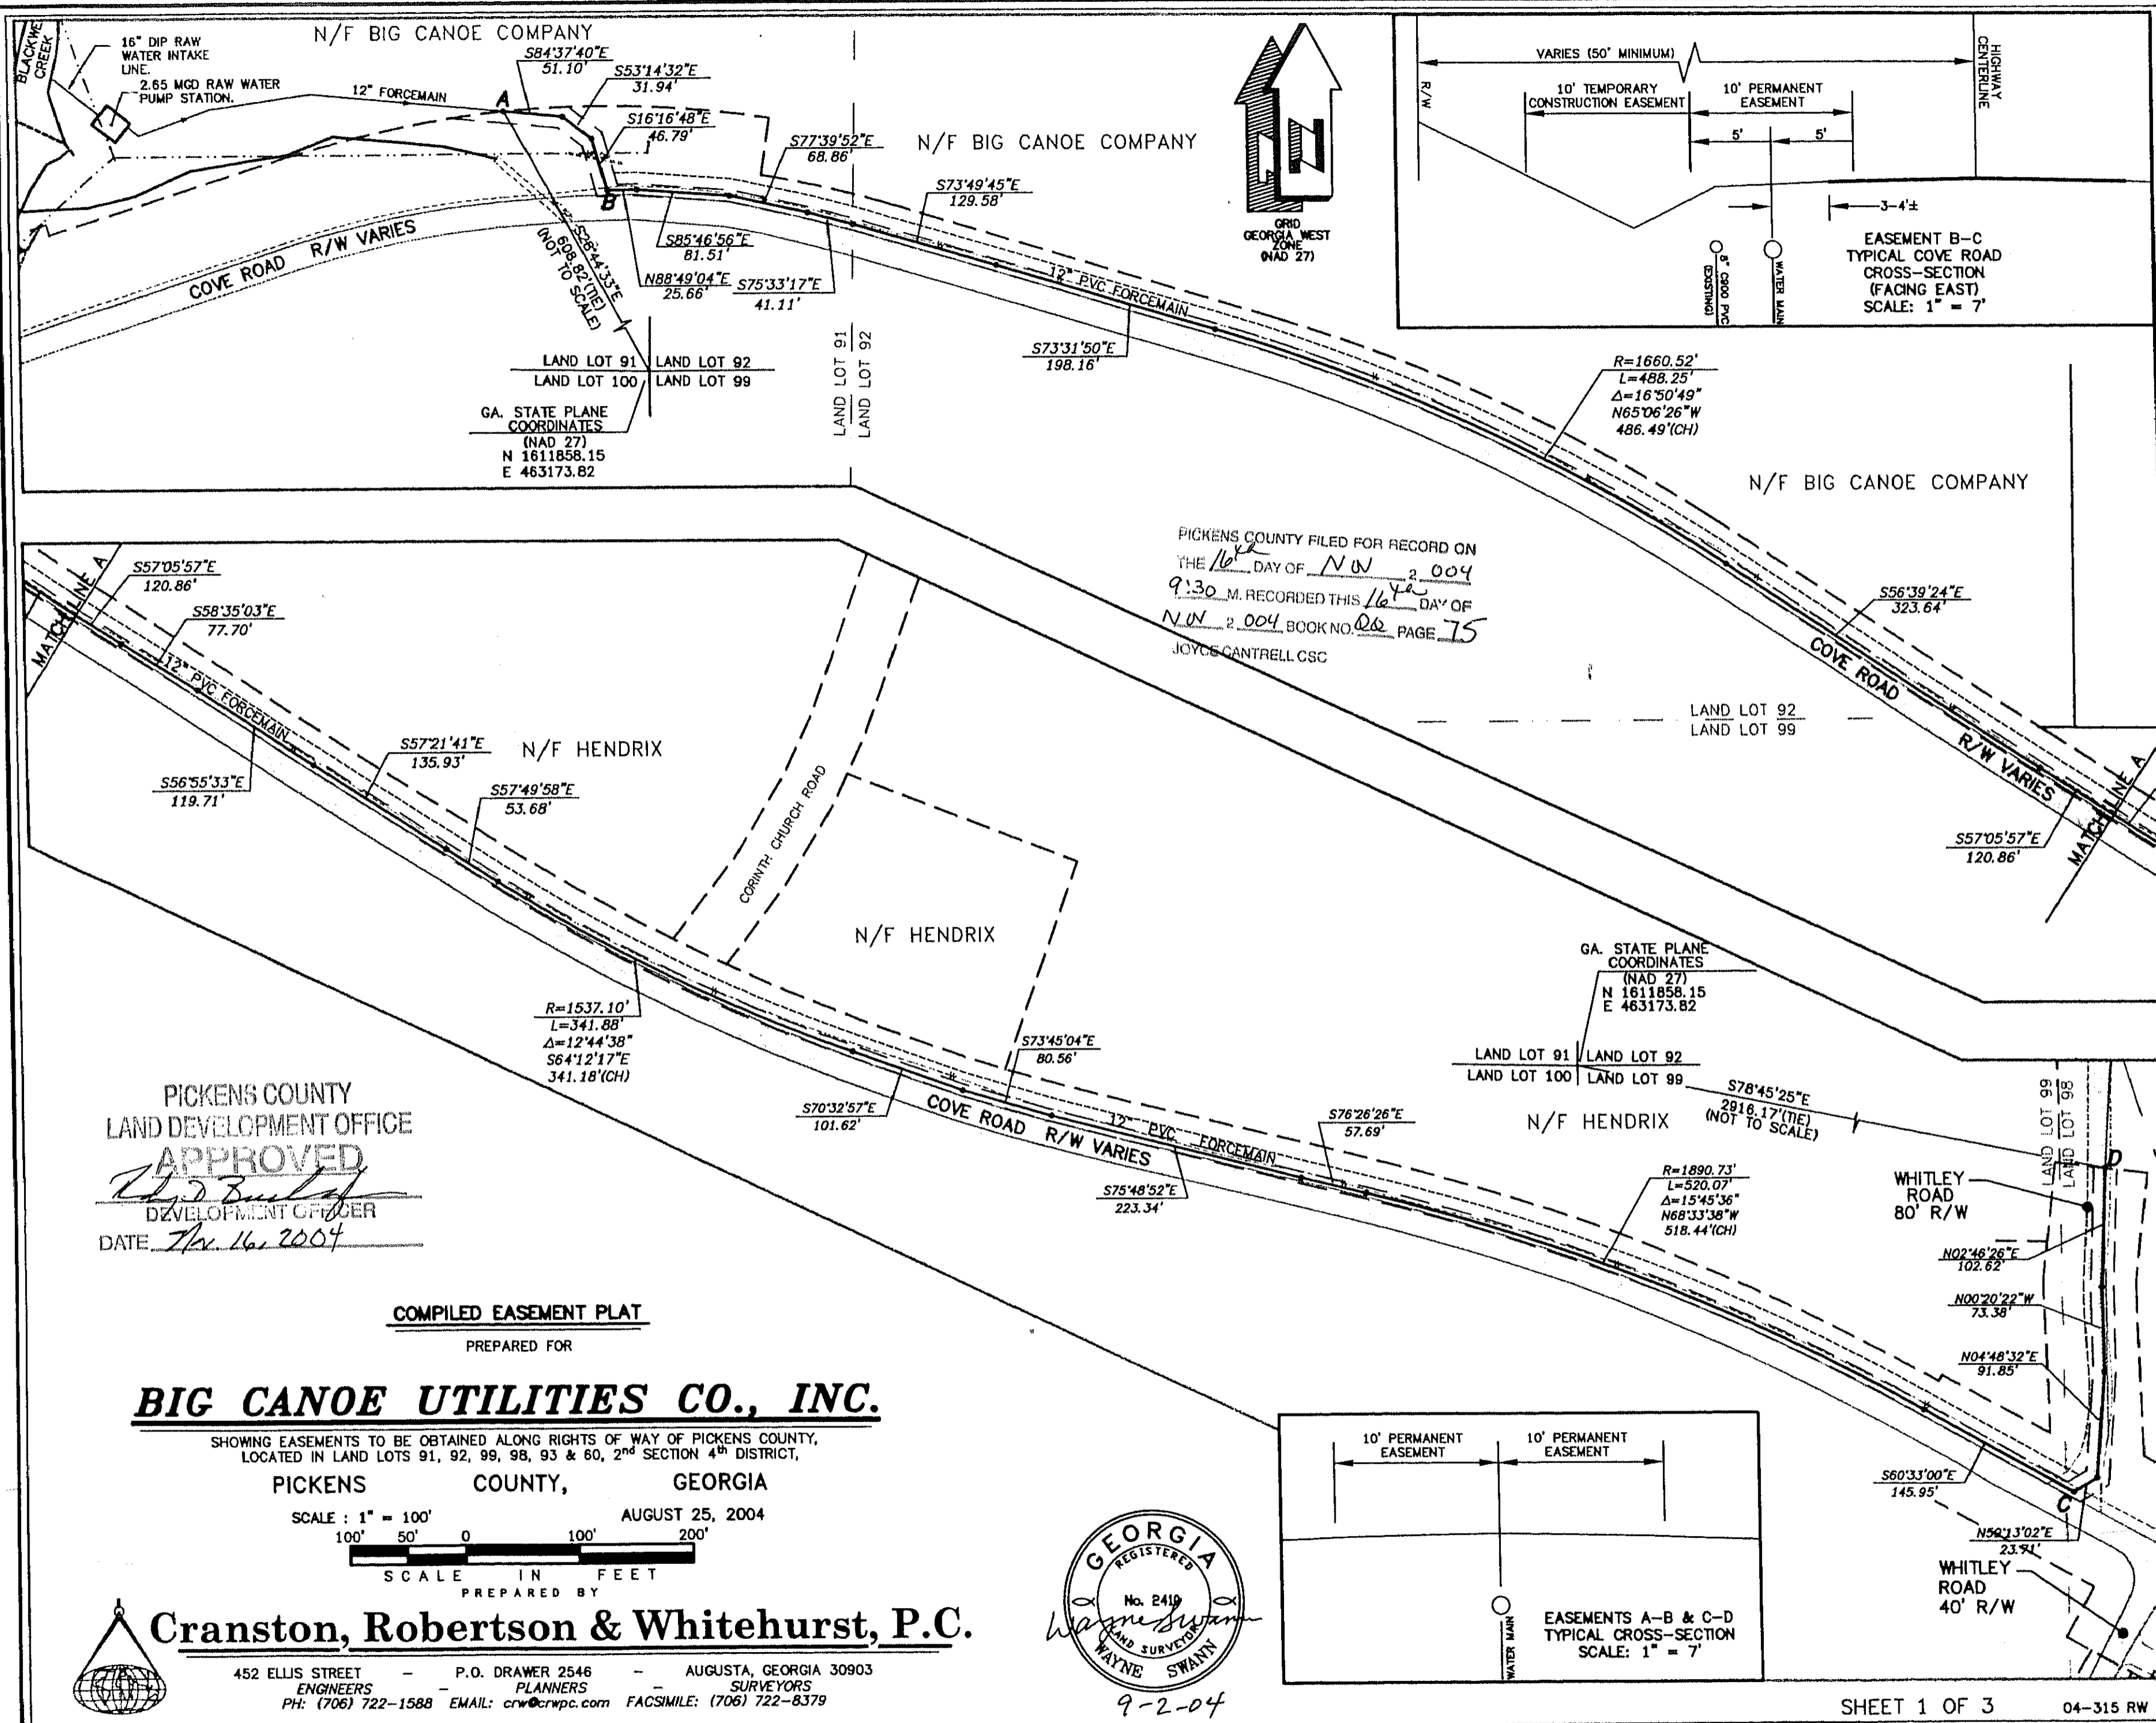 BLACKWELL
CREEK
16" DIP RAW
WATER INTAKE
LINE.
2.65 MGD RAW WATER
PUMP STATION.
N/F BIG CANOE COMPANY
12" FORCEMAIN
A
S84°37'40"E
51.10'
S53°14'32"E
31.94'
S16°16'48"E
46.79'
S77°39'52"E
68.86'
N/F BIG CANOE COMPANY
S73°49'45"E
129.58'
B
COVE ROAD R/W VARIES
S28°44'33"E
608.82'(TIE)
(NOT TO SCALE)
S85°46'56"E
81.51'
N88°49'04"E
25.66'
S75°33'17"E
41.11'
12" PVC FORCEMAIN
S73°31'50"E
198.16'
LAND LOT 91 LAND LOT 92
LAND LOT 100 LAND LOT 99
GA. STATE PLANE
COORDINATES
(NAD 27)
N 1611858.15
E 463173.82
LAND LOT 91
LAND LOT 92
GRID
GEORGIA WEST
ZONE
(NAD 27)
VARIES (50' MINIMUM)
HIGHWAY
CENTERLINE
R/W
10' TEMPORARY
CONSTRUCTION EASEMENT
10' PERMANENT
EASEMENT
5' 5'
3-4'±
8" C900 PVC
(EXISTING)
WATER MAIN
EASEMENT B-C
TYPICAL COVE ROAD
CROSS-SECTION
(FACING EAST)
SCALE: 1" = 7'
R=1660.52'
L=488.25'
Δ=16°50'49"
N65°06'26"W
486.49'(CH)
N/F BIG CANOE COMPANY
PICKENS COUNTY FILED FOR RECORD ON
THE 16th DAY OF Nov 2004
9:30 M. RECORDED THIS 16th DAY OF
Nov 2004 BOOK NO. QQ PAGE 75
JOYCE CANTRELL CSC
S56°39'24"E
323.64'
COVE ROAD
R/W VARIES
LAND LOT 92
LAND LOT 99
S57°05'57"E
120.86'
MATCHLINE A
MATCHLINE A
S57°05'57"E
120.86'
S58°35'03"E
77.70'
12" PVC FORCEMAIN
S56°55'33"E
119.71'
S57°21'41"E
135.93'
N/F HENDRIX
S57°49'58"E
53.68'
CORINTH CHURCH ROAD
N/F HENDRIX
R=1537.10'
L=341.88'
Δ=12°44'38"
S64°12'17"E
341.18'(CH)
S73°45'04"E
80.56'
S70°32'57"E
101.62'
COVE ROAD R/W VARIES
12" PVC FORCEMAIN
S75°48'52"E
223.34'
S76°26'26"E
57.69'
GA. STATE PLANE
COORDINATES
(NAD 27)
N 1611858.15
E 463173.82
LAND LOT 91 LAND LOT 92
LAND LOT 100 LAND LOT 99
N/F HENDRIX
S78°45'25"E
2916.17'(TIE)
(NOT TO SCALE)
LAND LOT 99
LAND LOT 98
D
WHITLEY
ROAD
80' R/W
R=1890.73'
L=520.07'
Δ=15°45'36"
N68°33'38"W
518.44'(CH)
N02°46'26"E
102.62'
N00°20'22"W
73.38'
N04°48'32"E
91.85'
S60°33'00"E
145.95'
C
N59°13'02"E
23.71'
WHITLEY
ROAD
40' R/W
PICKENS COUNTY
LAND DEVELOPMENT OFFICE
APPROVED
DEVELOPMENT OFFICER
DATE Nov. 16, 2004
COMPILED EASEMENT PLAT
PREPARED FOR
BIG CANOE UTILITIES CO., INC.
SHOWING EASEMENTS TO BE OBTAINED ALONG RIGHTS OF WAY OF PICKENS COUNTY,
LOCATED IN LAND LOTS 91, 92, 99, 98, 93 & 60, 2nd SECTION 4th DISTRICT,
PICKENS COUNTY, GEORGIA
SCALE : 1" = 100' AUGUST 25, 2004
100' 50' 0 100' 200'
SCALE IN FEET
PREPARED BY
Cranston, Robertson & Whitehurst, P.C.
452 ELLIS STREET – P.O. DRAWER 2546 – AUGUSTA, GEORGIA 30903
ENGINEERS – PLANNERS – SURVEYORS
PH: (706) 722-1588 EMAIL: crw@crwpc.com FACSIMILE: (706) 722-8379
GEORGIA
REGISTERED
No. 2419
Wayne Swann
LAND SURVEYOR
WAYNE SWANN
9-2-04
10' PERMANENT
EASEMENT
10' PERMANENT
EASEMENT
WATER MAIN
EASEMENTS A-B & C-D
TYPICAL CROSS-SECTION
SCALE: 1" = 7'
SHEET 1 OF 3 04-315 RW